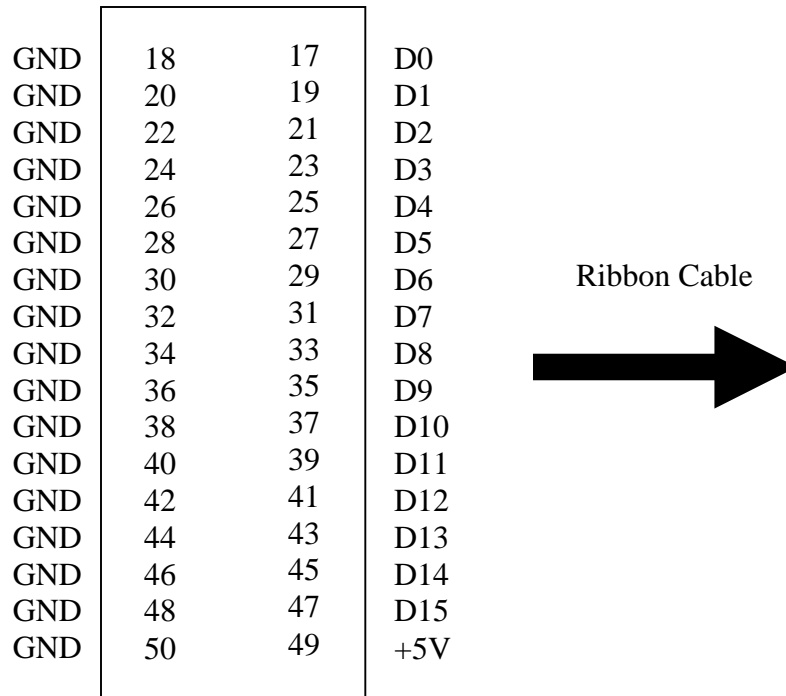 GND 18 17 D0
GND 20 19 D1
GND 22 21 D2
GND 24 23 D3
GND 26 25 D4
GND 28 27 D5
GND 30 29 D6
Ribbon Cable
GND 32 31 D7
GND 34 33 D8
GND 36 35 D9
GND 38 37 D10
GND 40 39 D11
GND 42 41 D12
GND 44 43 D13
GND 46 45 D14
GND 48 47 D15
GND 50 49 +5V